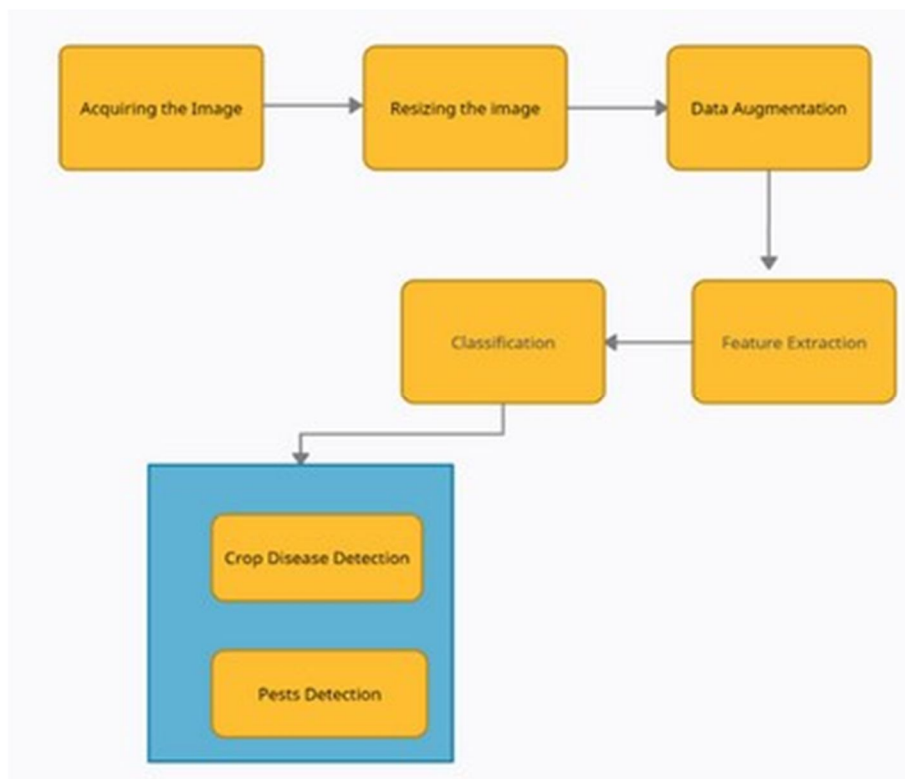 Acquiring the Image
Resizing the image
Data Augmentation
Feature Extraction
Classification
Crop Disease Detection
Pests Detection